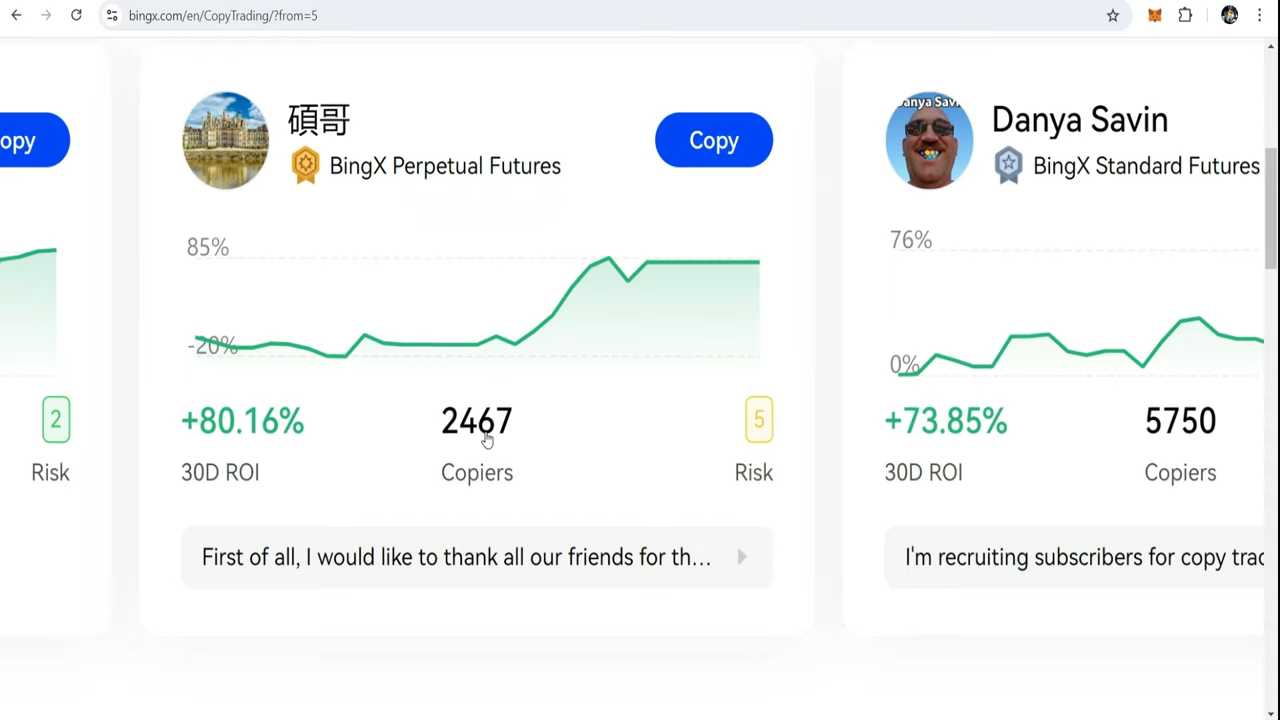 bingx.com/en/CopyTrading/?from=5
opy
2
Risk
碩哥
BingX Perpetual Futures
Copy
85%
-20%
+80.16%
30D ROI
2467
Copiers
5
Risk
First of all, I would like to thank all our friends for th...
Danya Savin
BingX Standard Futures
76%
0%
+73.85%
30D ROI
5750
Copiers
I'm recruiting subscribers for copy trad